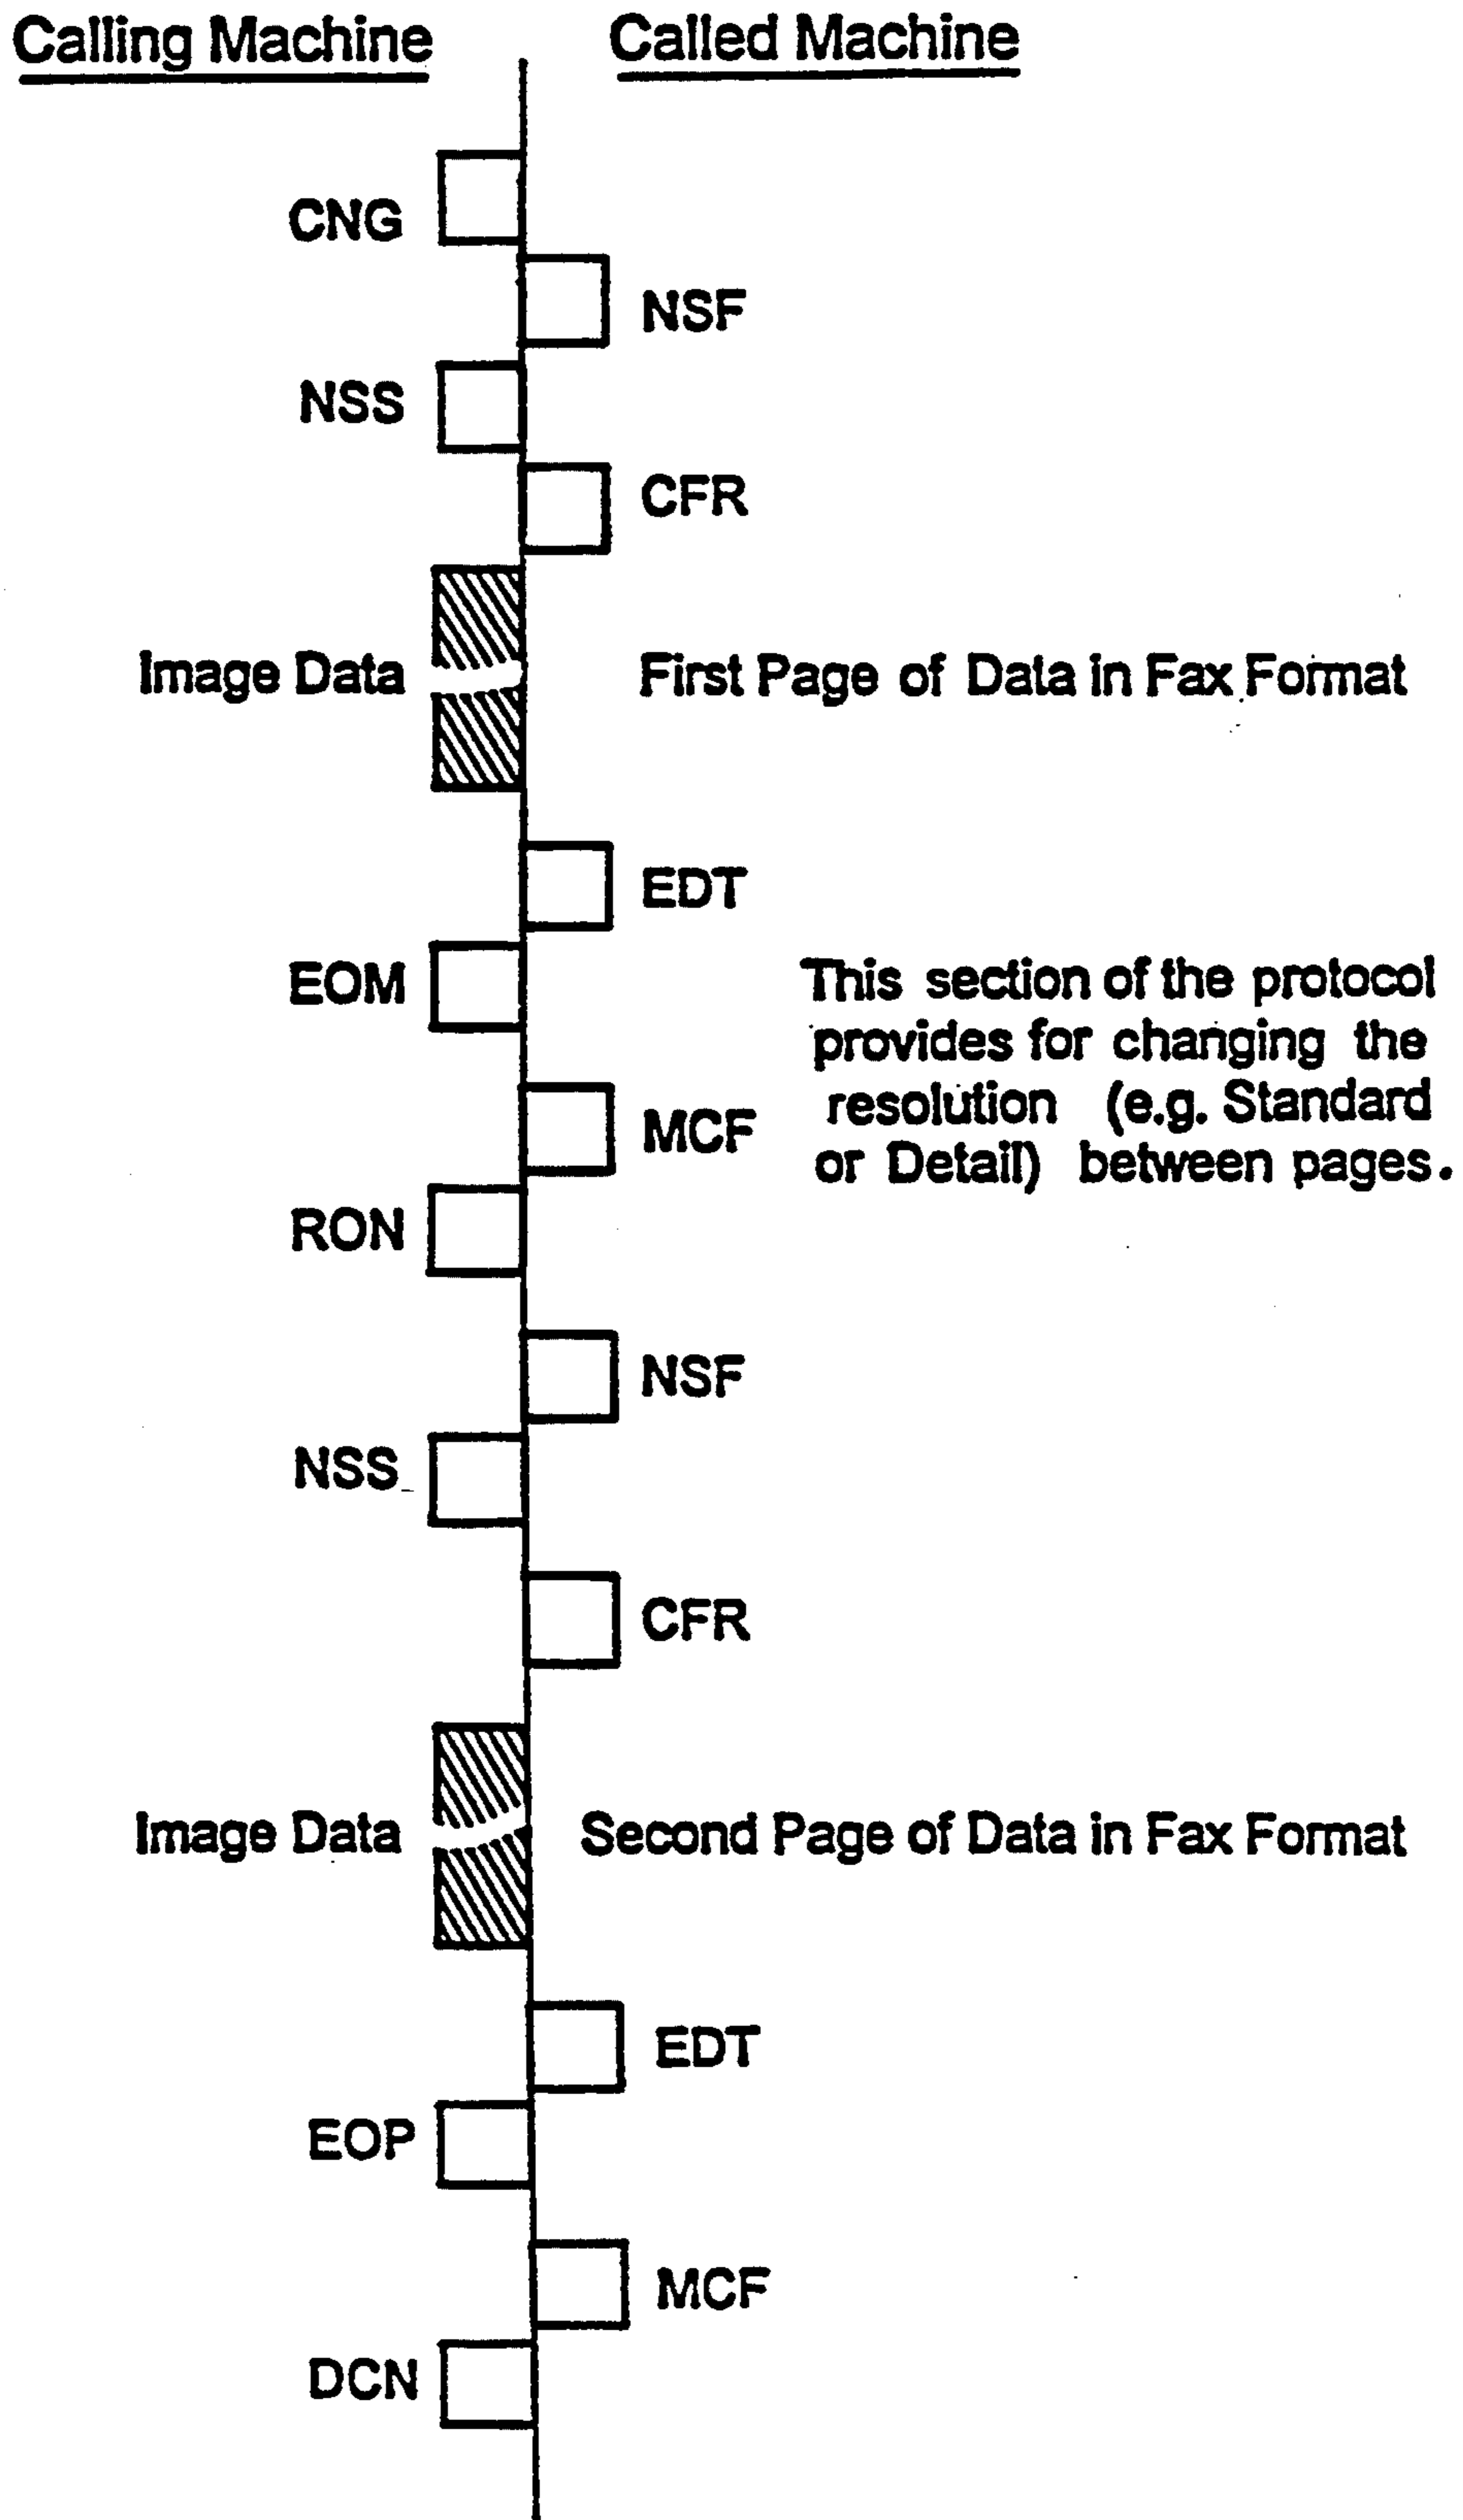 Calling Machine
Called Machine
CNG
NSF
NSS
CFR
Image Data
First Page of Data in Fax Format
EDT
EOM
This section of the protocol
provides for changing the
resolution (e.g. Standard
or Detail) between pages.
MCF
RON
NSF
NSS
CFR
Image Data
Second Page of Data in Fax Format
EDT
EOP
MCF
DCN